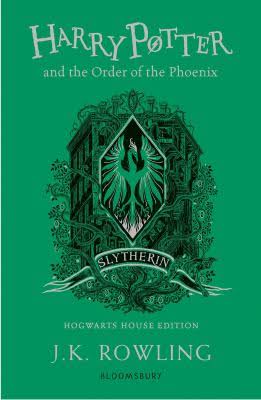 HARRY POTTER
and the Order of the Phoenix
SLYTHERIN
HOGWARTS HOUSE EDITION
J.K. ROWLING
BLOOMSBURY